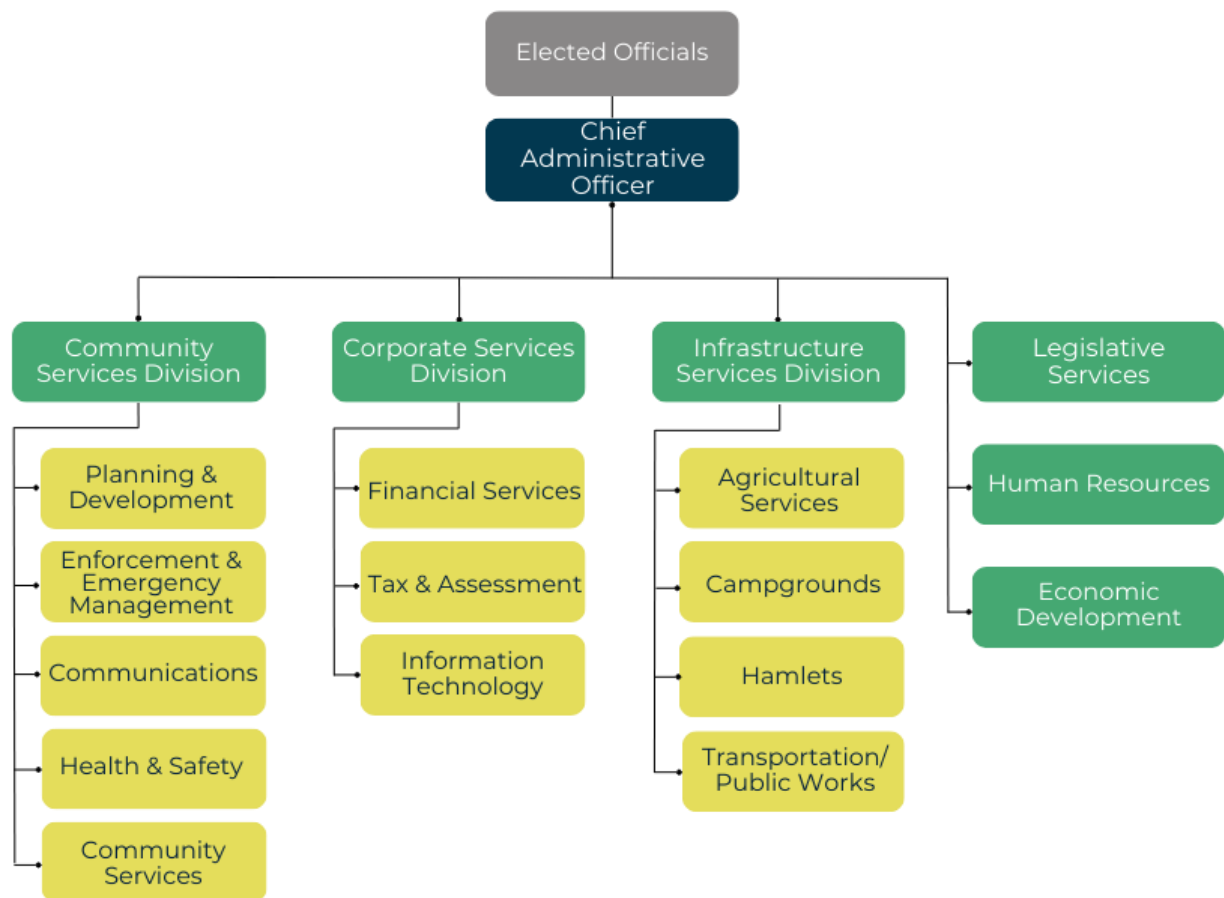 Elected Officials
Chief
Administrative
Officer
Community
Services Division
Planning &
Development
Enforcement &
Emergency
Management
Communications
Health & Safety
Community
Services
Corporate Services
Division
Financial Services
Tax & Assessment
Information
Technology
Infrastructure
Services Division
Agricultural
Services
Campgrounds
Hamlets
Transportation/
Public Works
Legislative
Services
Human Resources
Economic
Development